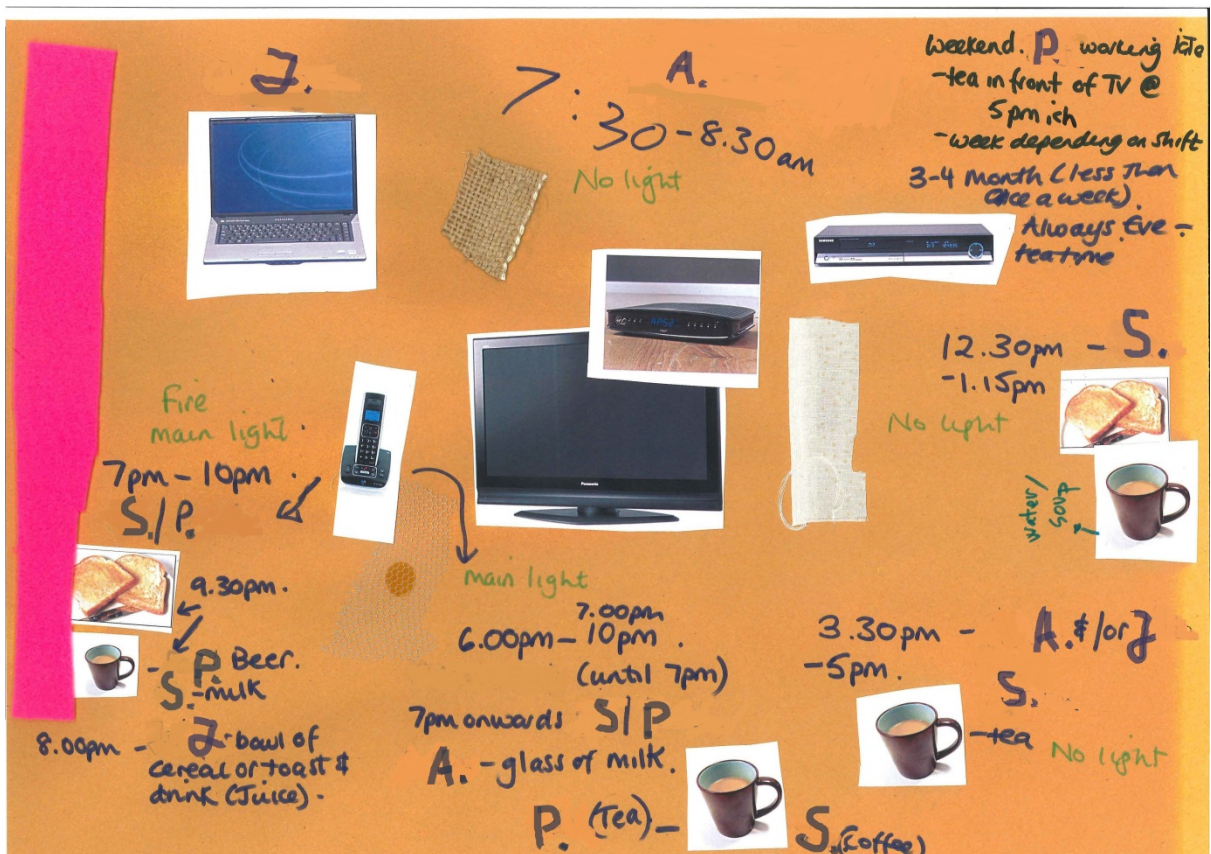 J.
A.
7:30-8.30am
No light
Weekend. P. working late
-tea in front of TV @
5pm ish
-week depending on shift
3-4 month (less than
once a week).
Always Eve -
teatime
12.30pm - S.
-1.15pm
No light
water/
soup
Fire
main light.
7pm-10pm.
S./P.
9.30pm.
- P. Beer.
S. -milk
8.00pm - J-bowl of
cereal or toast &
drink (Juice).
main light
7.00pm
6.00pm- 10pm.
(until 7pm)
7pm onwards S/P
A. -glass of milk.
P. (Tea)- S. (coffee)
3.30pm - A. &/or J
-5pm.
S.
-tea
No light
SAMSUNG
Panasonic